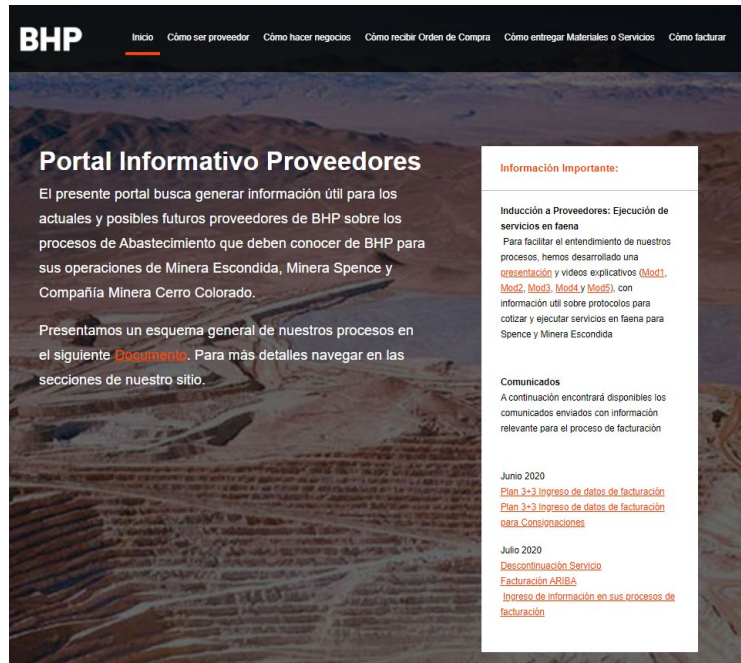 BHP
Inicio Cómo ser proveedor Cómo hacer negocios Cómo recibir Orden de Compra Cómo entregar Materiales o Servicios Cómo facturar
Portal Informativo Proveedores
El presente portal busca generar información útil para los
actuales y posibles futuros proveedores de BHP sobre los
procesos de Abastecimiento que deben conocer de BHP para
sus operaciones de Minera Escondida, Minera Spence y
Compañía Minera Cerro Colorado.
Presentamos un esquema general de nuestros procesos en
el siguiente Documento. Para más detalles navegar en las
secciones de nuestro sitio.
Información Importante:
Inducción a Proveedores: Ejecución de
servicios en faena
Para facilitar el entendimiento de nuestros
procesos, hemos desarrollado una
presentación y videos explicativos (Mod1,
Mod2, Mod3, Mod4 y Mod5), con
información util sobre protocolos para
cotizar y ejecutar servicios en faena para
Spence y Minera Escondida
Comunicados
A continuación encontrará disponibles los
comunicados enviados con información
relevante para el proceso de facturación
Junio 2020
Plan 3+3 Ingreso de datos de facturación
Plan 3+3 Ingreso de datos de facturación
para Consignaciones
Julio 2020
Descontinuación Servicio
Facturación ARIBA
Ingreso de información en sus procesos de
facturación